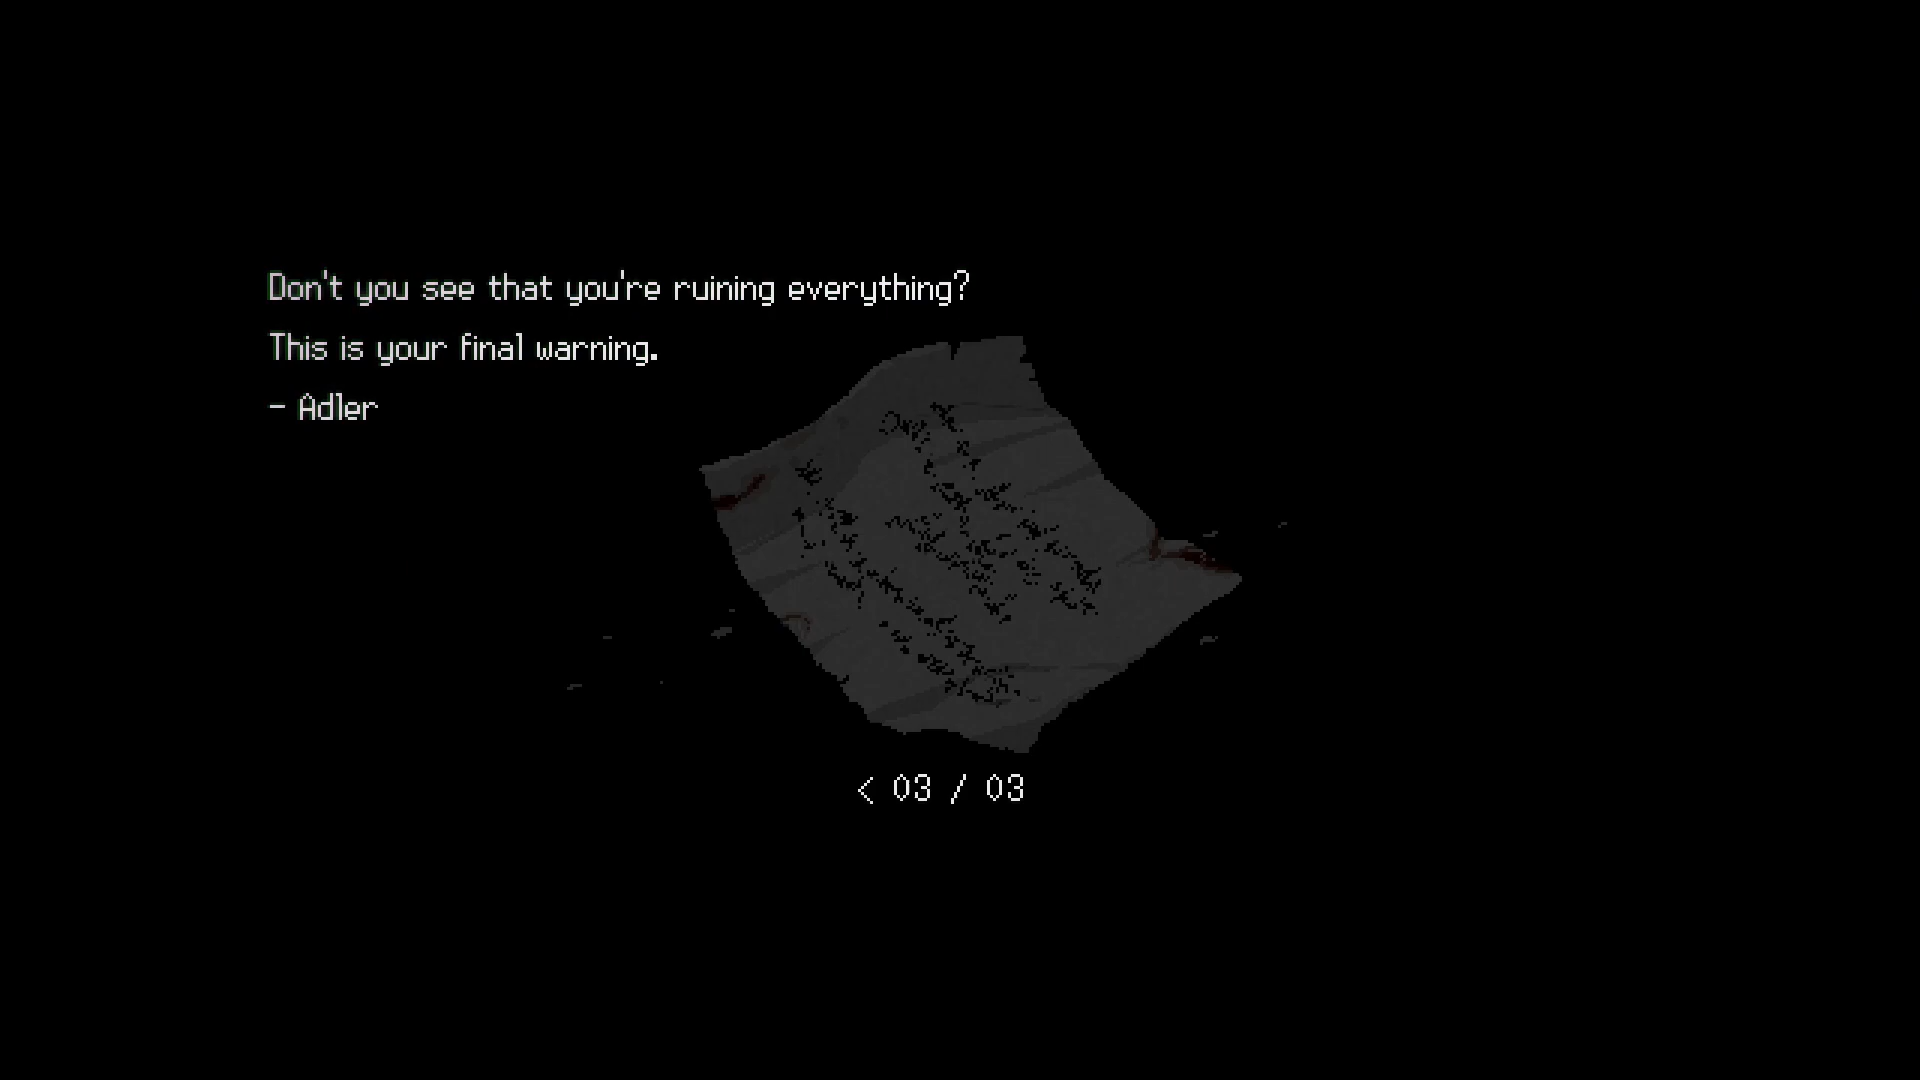 Don't you see that you're ruining everything?
This is your final warning.
- Adler
< 03 / 03